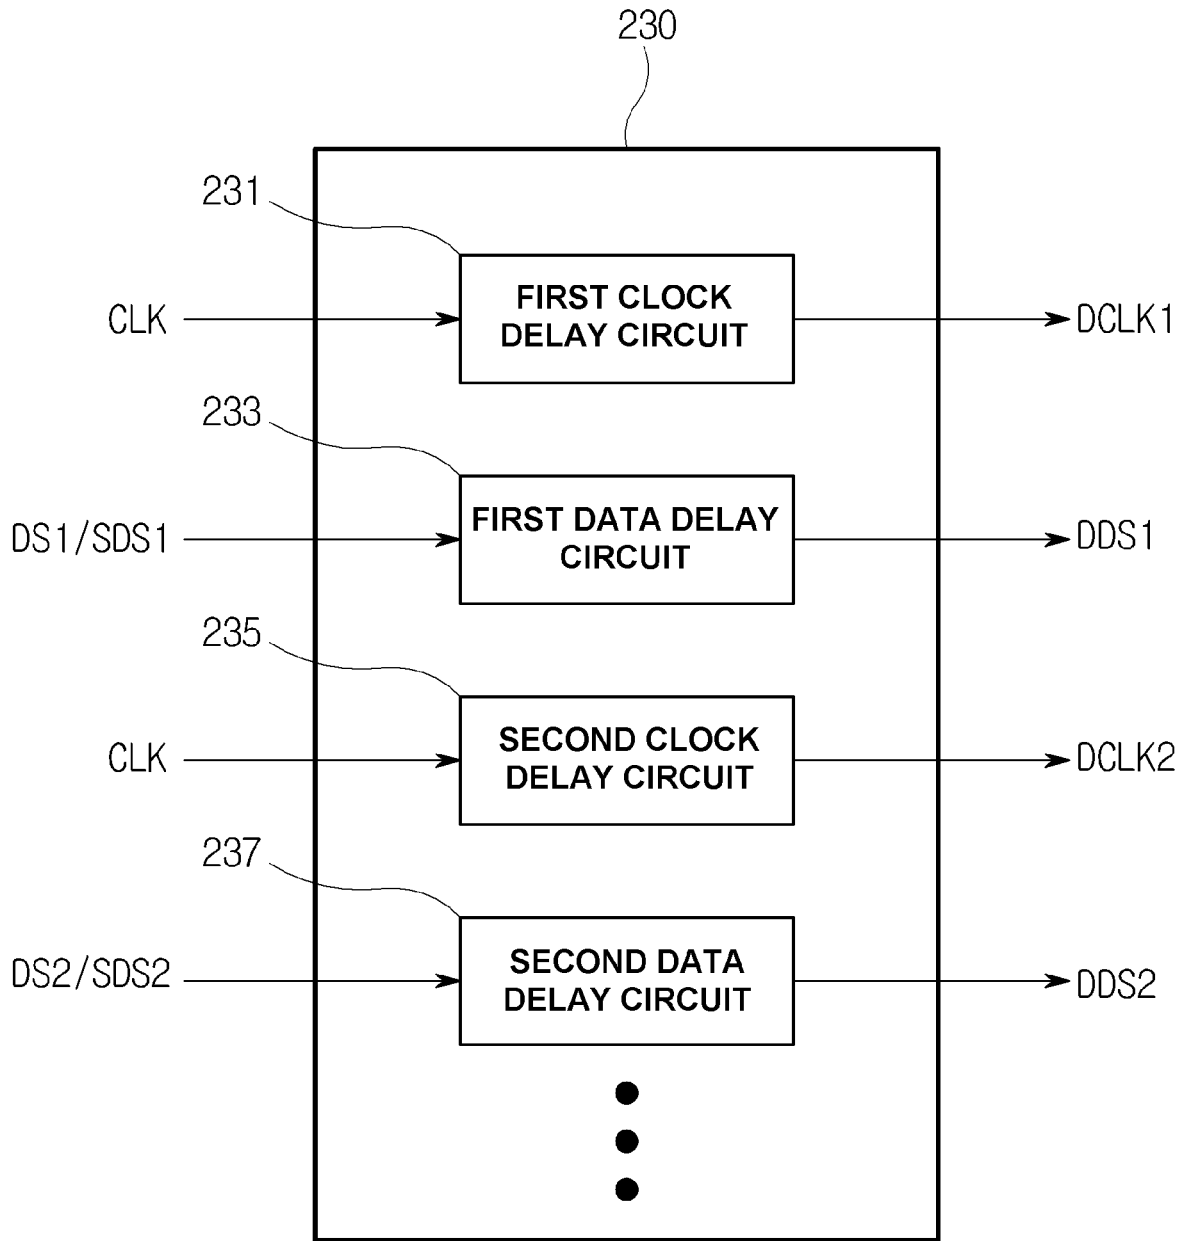 230
231
FIRST CLOCK
DELAY CIRCUIT
CLK
DCLK1
233
FIRST DATA DELAY
CIRCUIT
DS1/SDS1
DDS1
235
SECOND CLOCK
DELAY CIRCUIT
CLK
DCLK2
237
SECOND DATA
DELAY CIRCUIT
DS2/SDS2
DDS2